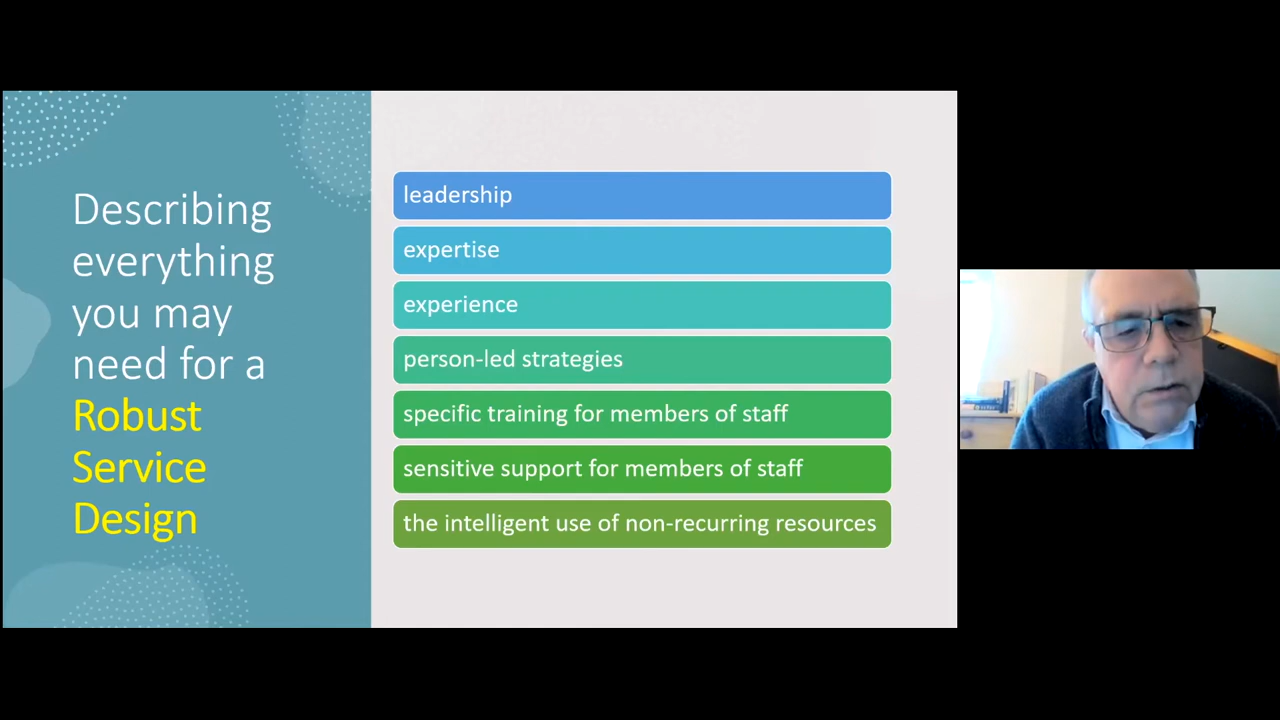 Describing
everything
you may
need for a
Robust
Service
Design
leadership
expertise
experience
person-led strategies
specific training for members of staff
sensitive support for members of staff
the intelligent use of non-recurring resources